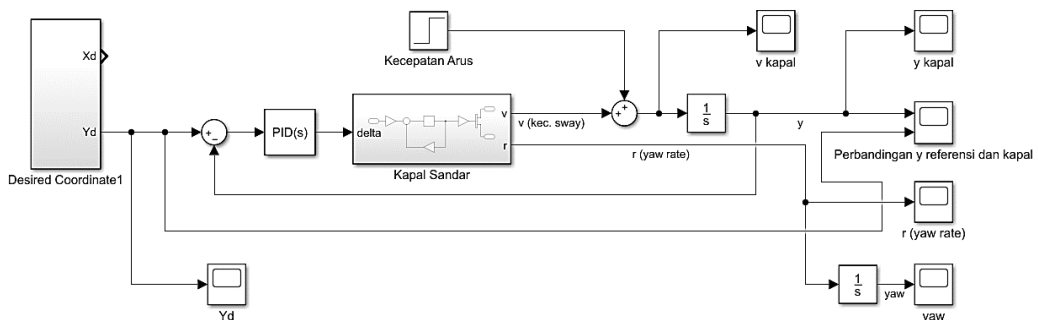 Xd
Yd
Desired Coordinate1
Kecepatan Arus
PID(s)
delta
v
r
Kapal Sandar
v (kec. sway)
r (yaw rate)
+
-
+
+
1
s
y
v kapal
y kapal
Perbandingan y referensi dan kapal
r (yaw rate)
1
s
yaw
yaw
Yd